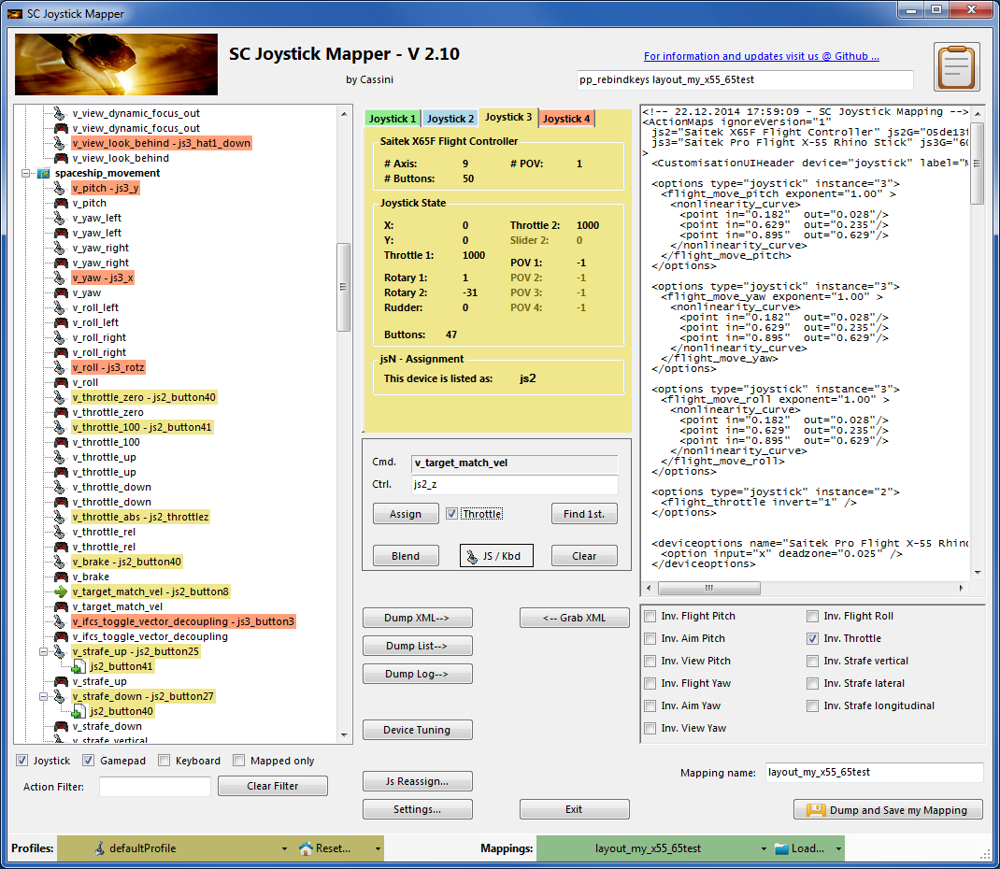 SC Joystick Mapper
SC Joystick Mapper - V 2.10
by Cassini
For information and updates visit us @ Github ...
pp_rebindkeys layout_my_x55_65test
v_view_dynamic_focus_out
v_view_dynamic_focus_out
v_view_look_behind - js3_hat1_down
v_view_look_behind
spaceship_movement
v_pitch - js3_y
v_pitch
v_yaw_left
v_yaw_left
v_yaw_right
v_yaw_right
v_yaw - js3_x
v_yaw
v_roll_left
v_roll_left
v_roll_right
v_roll_right
v_roll - js3_rotz
v_roll
v_throttle_zero - js2_button40
v_throttle_zero
v_throttle_100 - js2_button41
v_throttle_100
v_throttle_up
v_throttle_up
v_throttle_down
v_throttle_down
v_throttle_abs - js2_throttlez
v_throttle_rel
v_throttle_rel
v_brake - js2_button40
v_brake
v_target_match_vel - js2_button8
v_target_match_vel
v_ifcs_toggle_vector_decoupling - js3_button3
v_ifcs_toggle_vector_decoupling
v_strafe_up - js2_button25
js2_button41
v_strafe_up
v_strafe_down - js2_button27
js2_button40
v_strafe_down
v_strafe_vertical
Joystick Gamepad Keyboard Mapped only
Action Filter: Clear Filter
Joystick 1 Joystick 2 Joystick 3 Joystick 4
Saitek X65F Flight Controller
# Axis: 9 # POV: 1
# Buttons: 50
Joystick State
X: 0 Throttle 2: 1000
Y: 0 Slider 2: 0
Throttle 1: 1000
POV 1: -1
Rotary 1: 1 POV 2: -1
Rotary 2: -31 POV 3: -1
Rudder: 0 POV 4: -1
Buttons: 47
jsN - Assignment
This device is listed as: js2
Cmd. v_target_match_vel
Ctrl. js2_z
Assign Throttle Find 1st.
Blend JS / Kbd Clear
Dump XML--> <-- Grab XML
Dump List-->
Dump Log-->
Device Tuning
Js Reassign...
Settings... Exit
<!-- 22.12.2014 17:59:09 - SC Joystick Mapping -->
<ActionMaps ignoreVersion="1"
js2="Saitek X65F Flight Controller" js2G="05de13f
js3="Saitek Pro Flight X-55 Rhino Stick" js3G="60
>
<CustomisationUIHeader device="joystick" label="M
<options type="joystick" instance="3">
<flight_move_pitch exponent="1.00" >
<nonlinearity_curve>
<point in="0.182" out="0.028"/>
<point in="0.629" out="0.235"/>
<point in="0.895" out="0.629"/>
</nonlinearity_curve>
</flight_move_pitch>
</options>
<options type="joystick" instance="3">
<flight_move_yaw exponent="1.00" >
<nonlinearity_curve>
<point in="0.182" out="0.028"/>
<point in="0.629" out="0.235"/>
<point in="0.895" out="0.629"/>
</nonlinearity_curve>
</flight_move_yaw>
</options>
<options type="joystick" instance="3">
<flight_move_roll exponent="1.00" >
<nonlinearity_curve>
<point in="0.182" out="0.028"/>
<point in="0.629" out="0.235"/>
<point in="0.895" out="0.629"/>
</nonlinearity_curve>
</flight_move_roll>
</options>
<options type="joystick" instance="2">
<flight_throttle invert="1" />
</options>
<deviceoptions name="Saitek Pro Flight X-55 Rhino
<option input="x" deadzone="0.025" />
</deviceoptions>
Inv. Flight Pitch Inv. Flight Roll
Inv. Aim Pitch Inv. Throttle
Inv. View Pitch Inv. Strafe vertical
Inv. Flight Yaw Inv. Strafe lateral
Inv. Aim Yaw Inv. Strafe longitudinal
Inv. View Yaw
Mapping name: layout_my_x55_65test
Dump and Save my Mapping
Profiles: defaultProfile Reset... Mappings: layout_my_x55_65test Load...